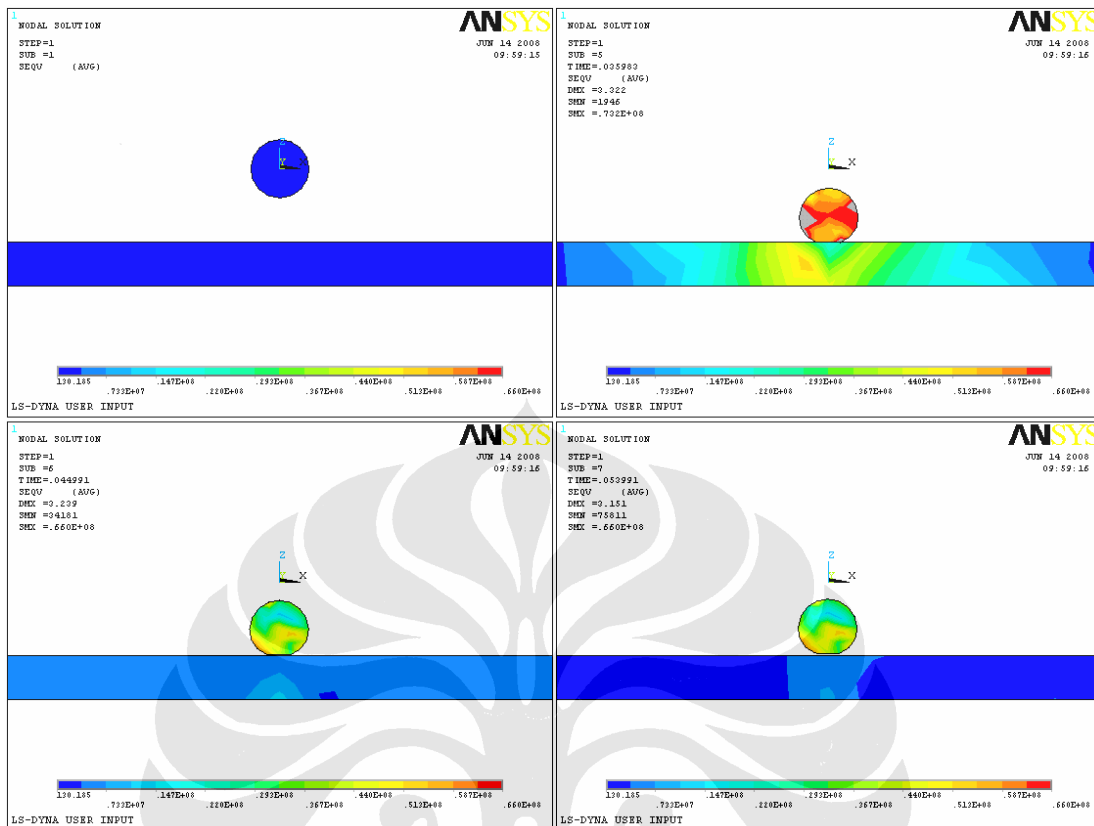 1
NODAL SOLUTION
STEP=1
SUB =1
SEQV (AVG)
ANSYS
JUN 14 2008
09:59:15
Z
Y X
130.185 .147E+08 .293E+08 .440E+08 .587E+08
.733E+07 .220E+08 .367E+08 .513E+08 .660E+08
LS-DYNA USER INPUT
1
NODAL SOLUTION
STEP=1
SUB =5
TIME=.035983
SEQV (AVG)
DMX =3.322
SMN =1946
SMX =.732E+08
ANSYS
JUN 14 2008
09:59:16
Z
Y X
130.185 .147E+08 .293E+08 .440E+08 .587E+08
.733E+07 .220E+08 .367E+08 .513E+08 .660E+08
LS-DYNA USER INPUT
1
NODAL SOLUTION
STEP=1
SUB =6
TIME=.044991
SEQV (AVG)
DMX =3.239
SMN =34181
SMX =.660E+08
ANSYS
JUN 14 2008
09:59:16
Z
Y X
130.185 .147E+08 .293E+08 .440E+08 .587E+08
.733E+07 .220E+08 .367E+08 .513E+08 .660E+08
LS-DYNA USER INPUT
1
NODAL SOLUTION
STEP=1
SUB =7
TIME=.053991
SEQV (AVG)
DMX =3.151
SMN =75811
SMX =.660E+08
ANSYS
JUN 14 2008
09:59:16
Z
Y X
130.185 .147E+08 .293E+08 .440E+08 .587E+08
.733E+07 .220E+08 .367E+08 .513E+08 .660E+08
LS-DYNA USER INPUT